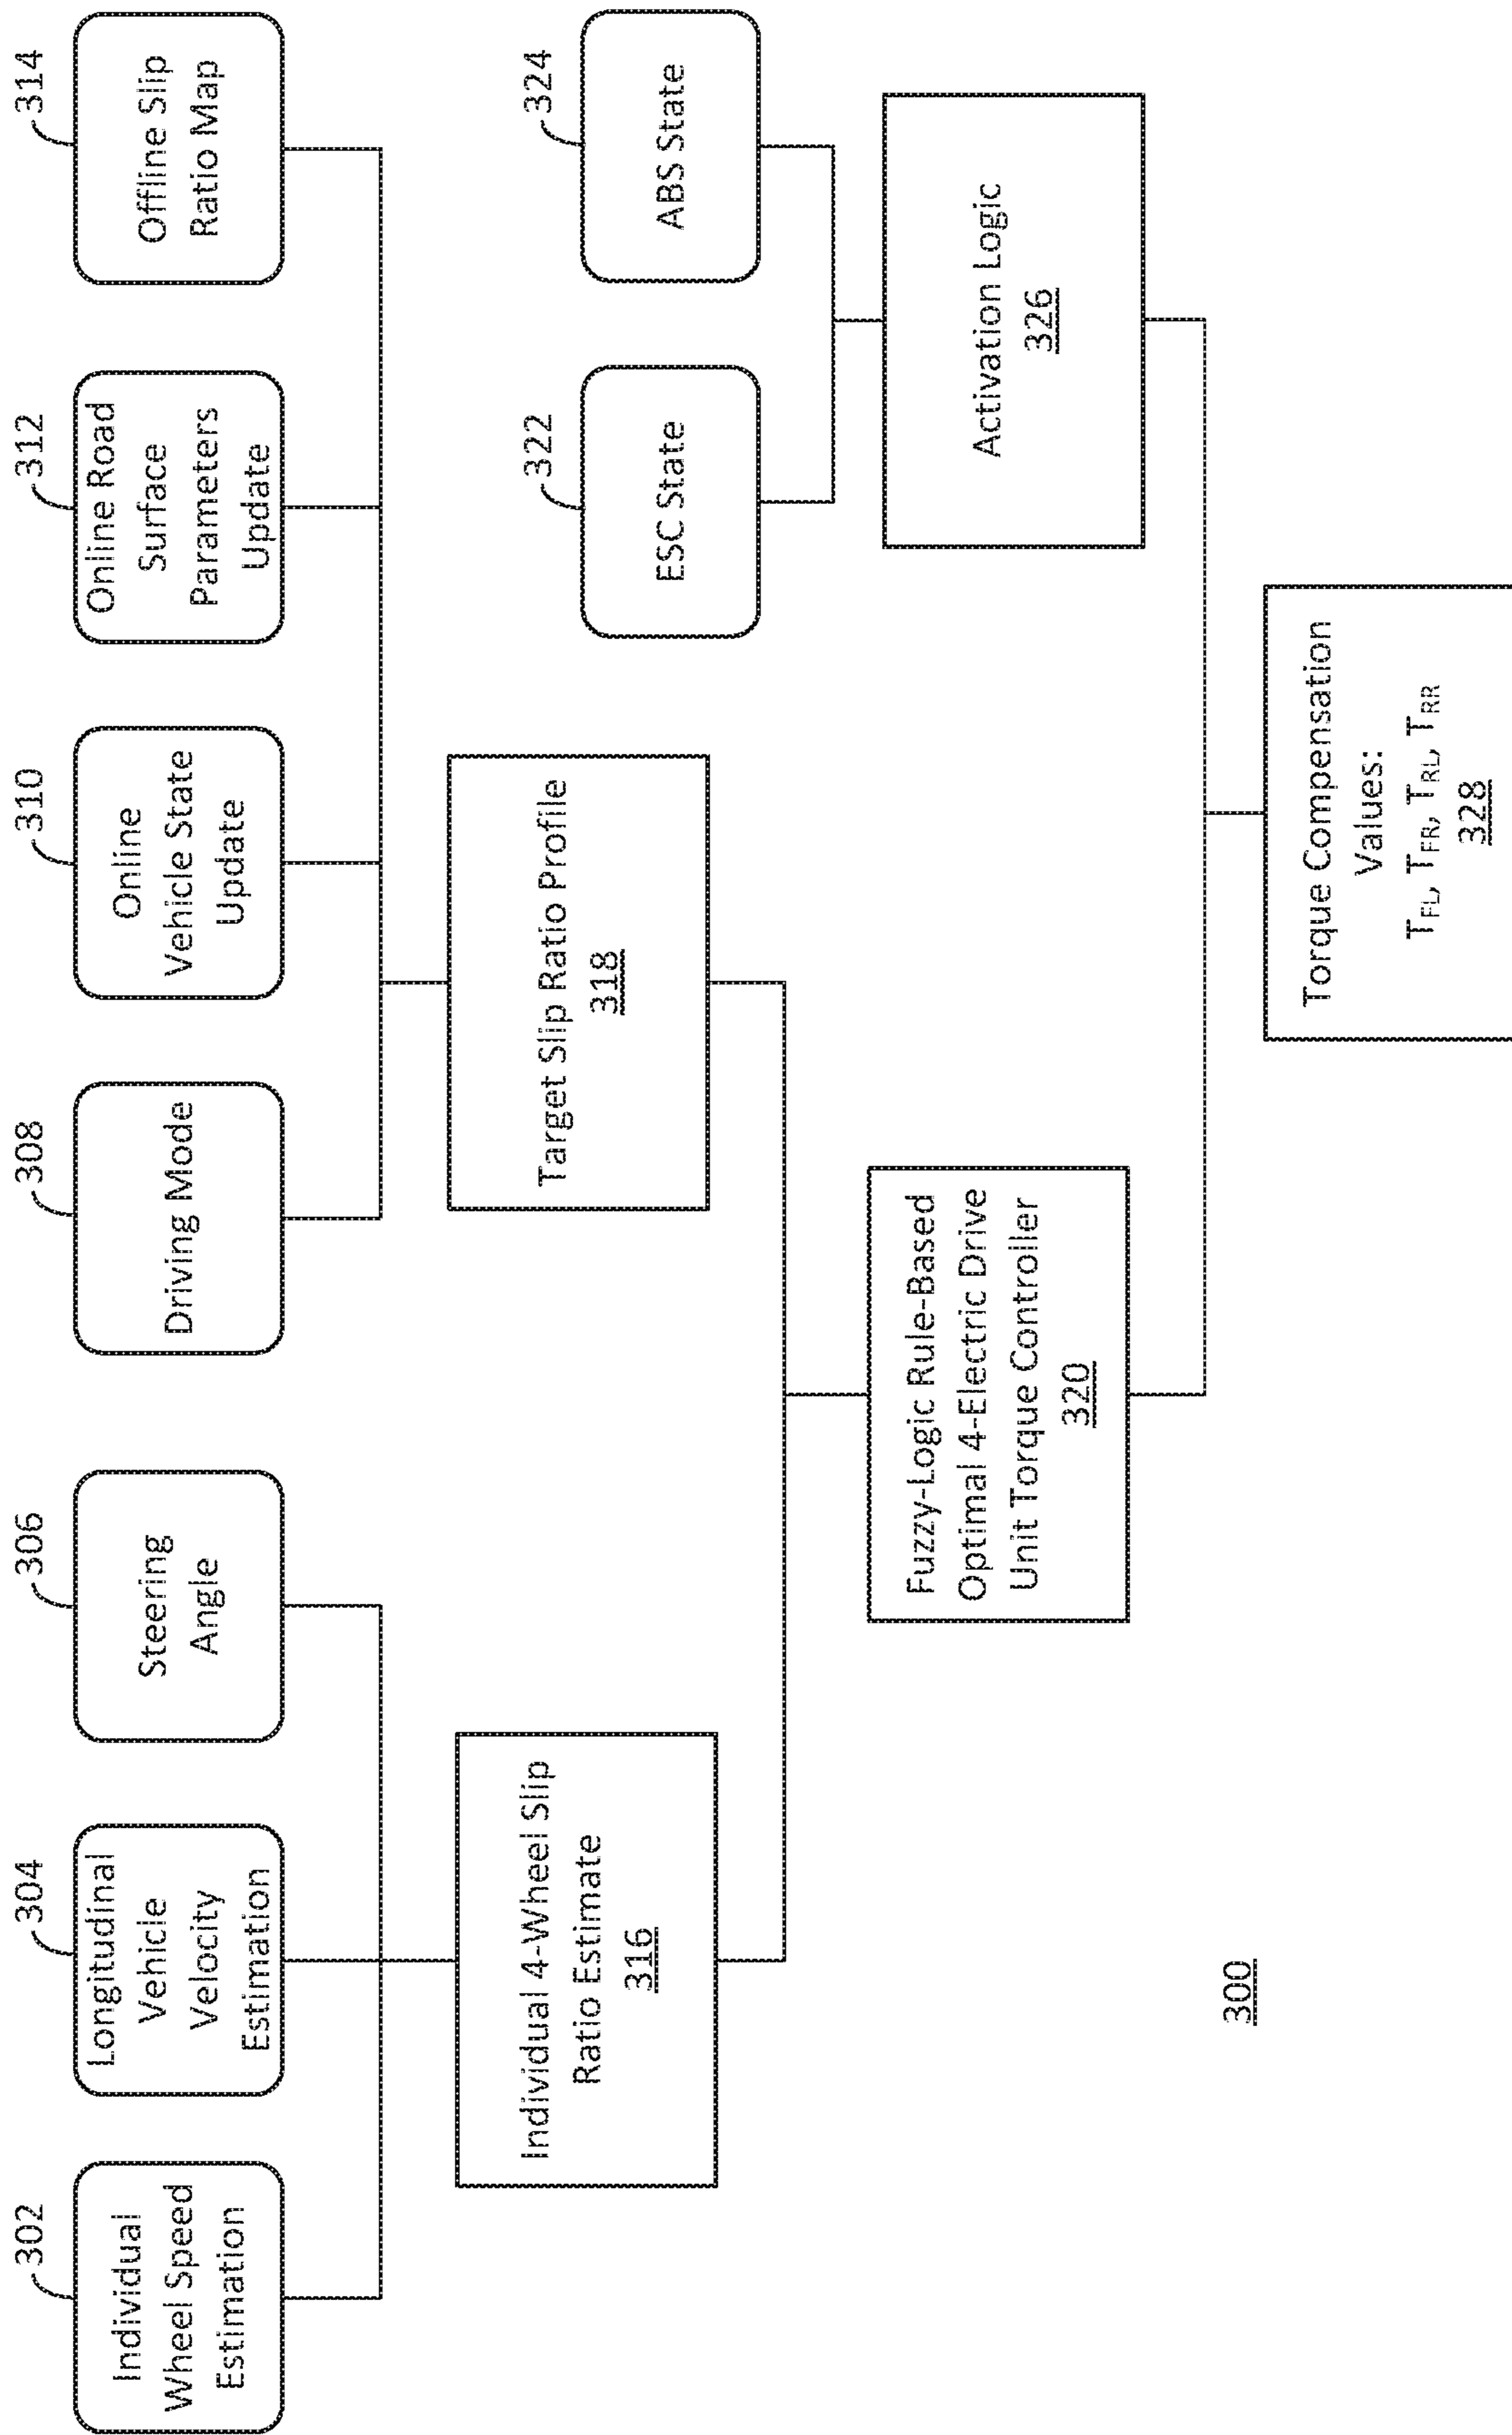 302
Individual
Wheel Speed
Estimation
304
Longitudinal
Vehicle
Velocity
Estimation
306
Steering
Angle
308
Driving Mode
310
Online
Vehicle State
Update
312
Online Road
Surface
Parameters
Update
314
Offline Slip
Ratio Map
Individual 4-Wheel Slip
Ratio Estimate
316
Target Slip Ratio Profile
318
322
ESC State
324
ABS State
Fuzzy-Logic Rule-Based
Optimal 4-Electric Drive
Unit Torque Controller
320
Activation Logic
326
Torque Compensation
Values:
TFL, TFR, TRL, TRR
328
300